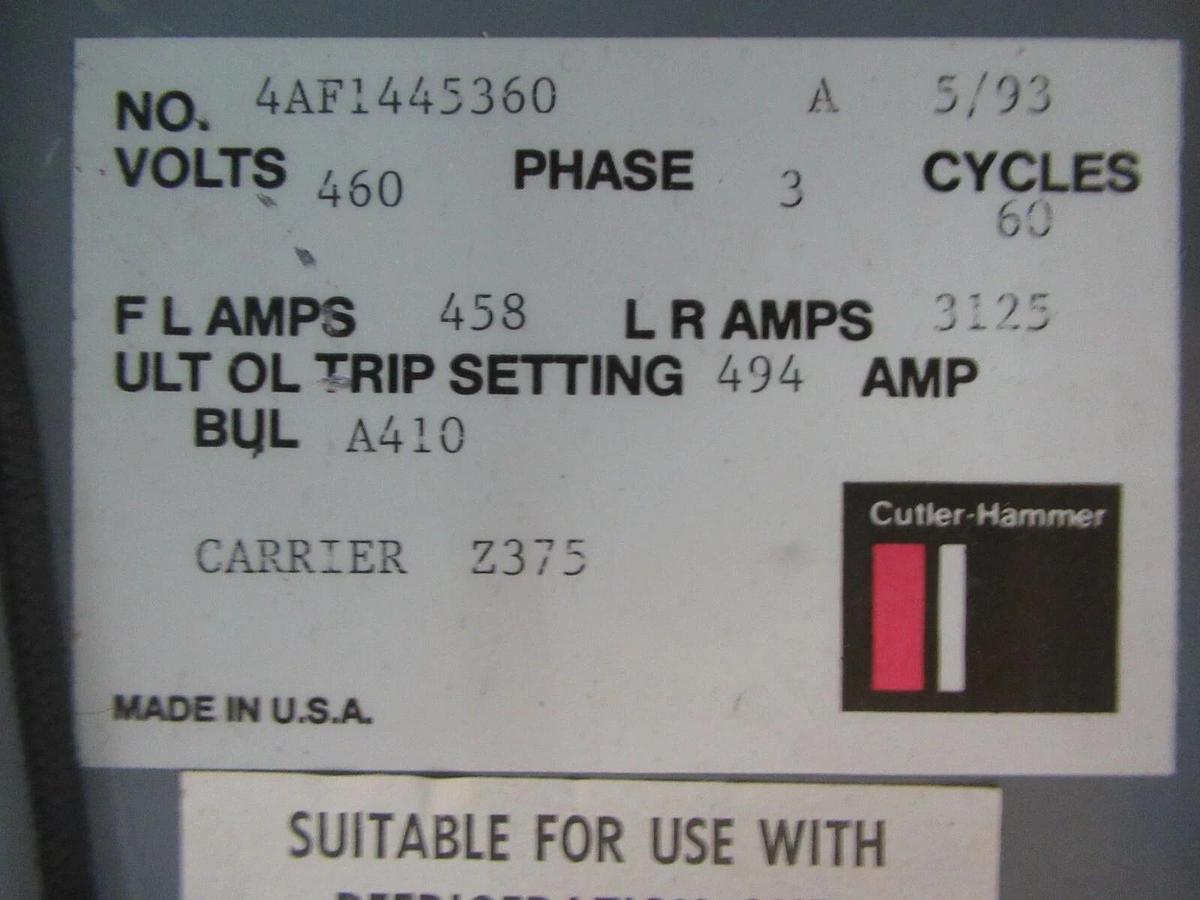 NO. 4AF1445360 A 5/93
VOLTS 460 PHASE 3 CYCLES
60
F L AMPS 458 L R AMPS 3125
ULT OL TRIP SETTING 494 AMP
BUL A410
Cutler-Hammer
CARRIER Z375
MADE IN U.S.A.
SUITABLE FOR USE WITH